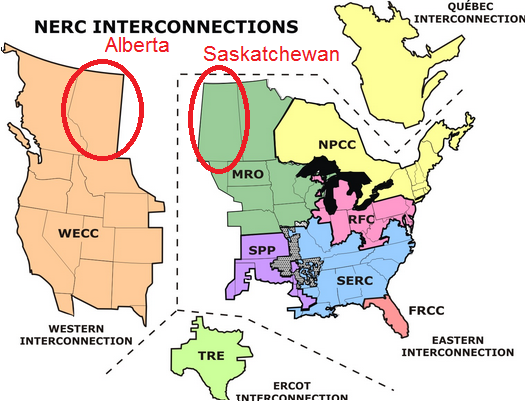 NERC INTERCONNECTIONS
Alberta
Saskatchewan
QUÉBEC
INTERCONNECTION
NPCC
MRO
RFC
WECC
SPP
SERC
FRCC
WESTERN
INTERCONNECTION
EASTERN
INTERCONNECTION
TRE
ERCOT
INTERCONNECTION